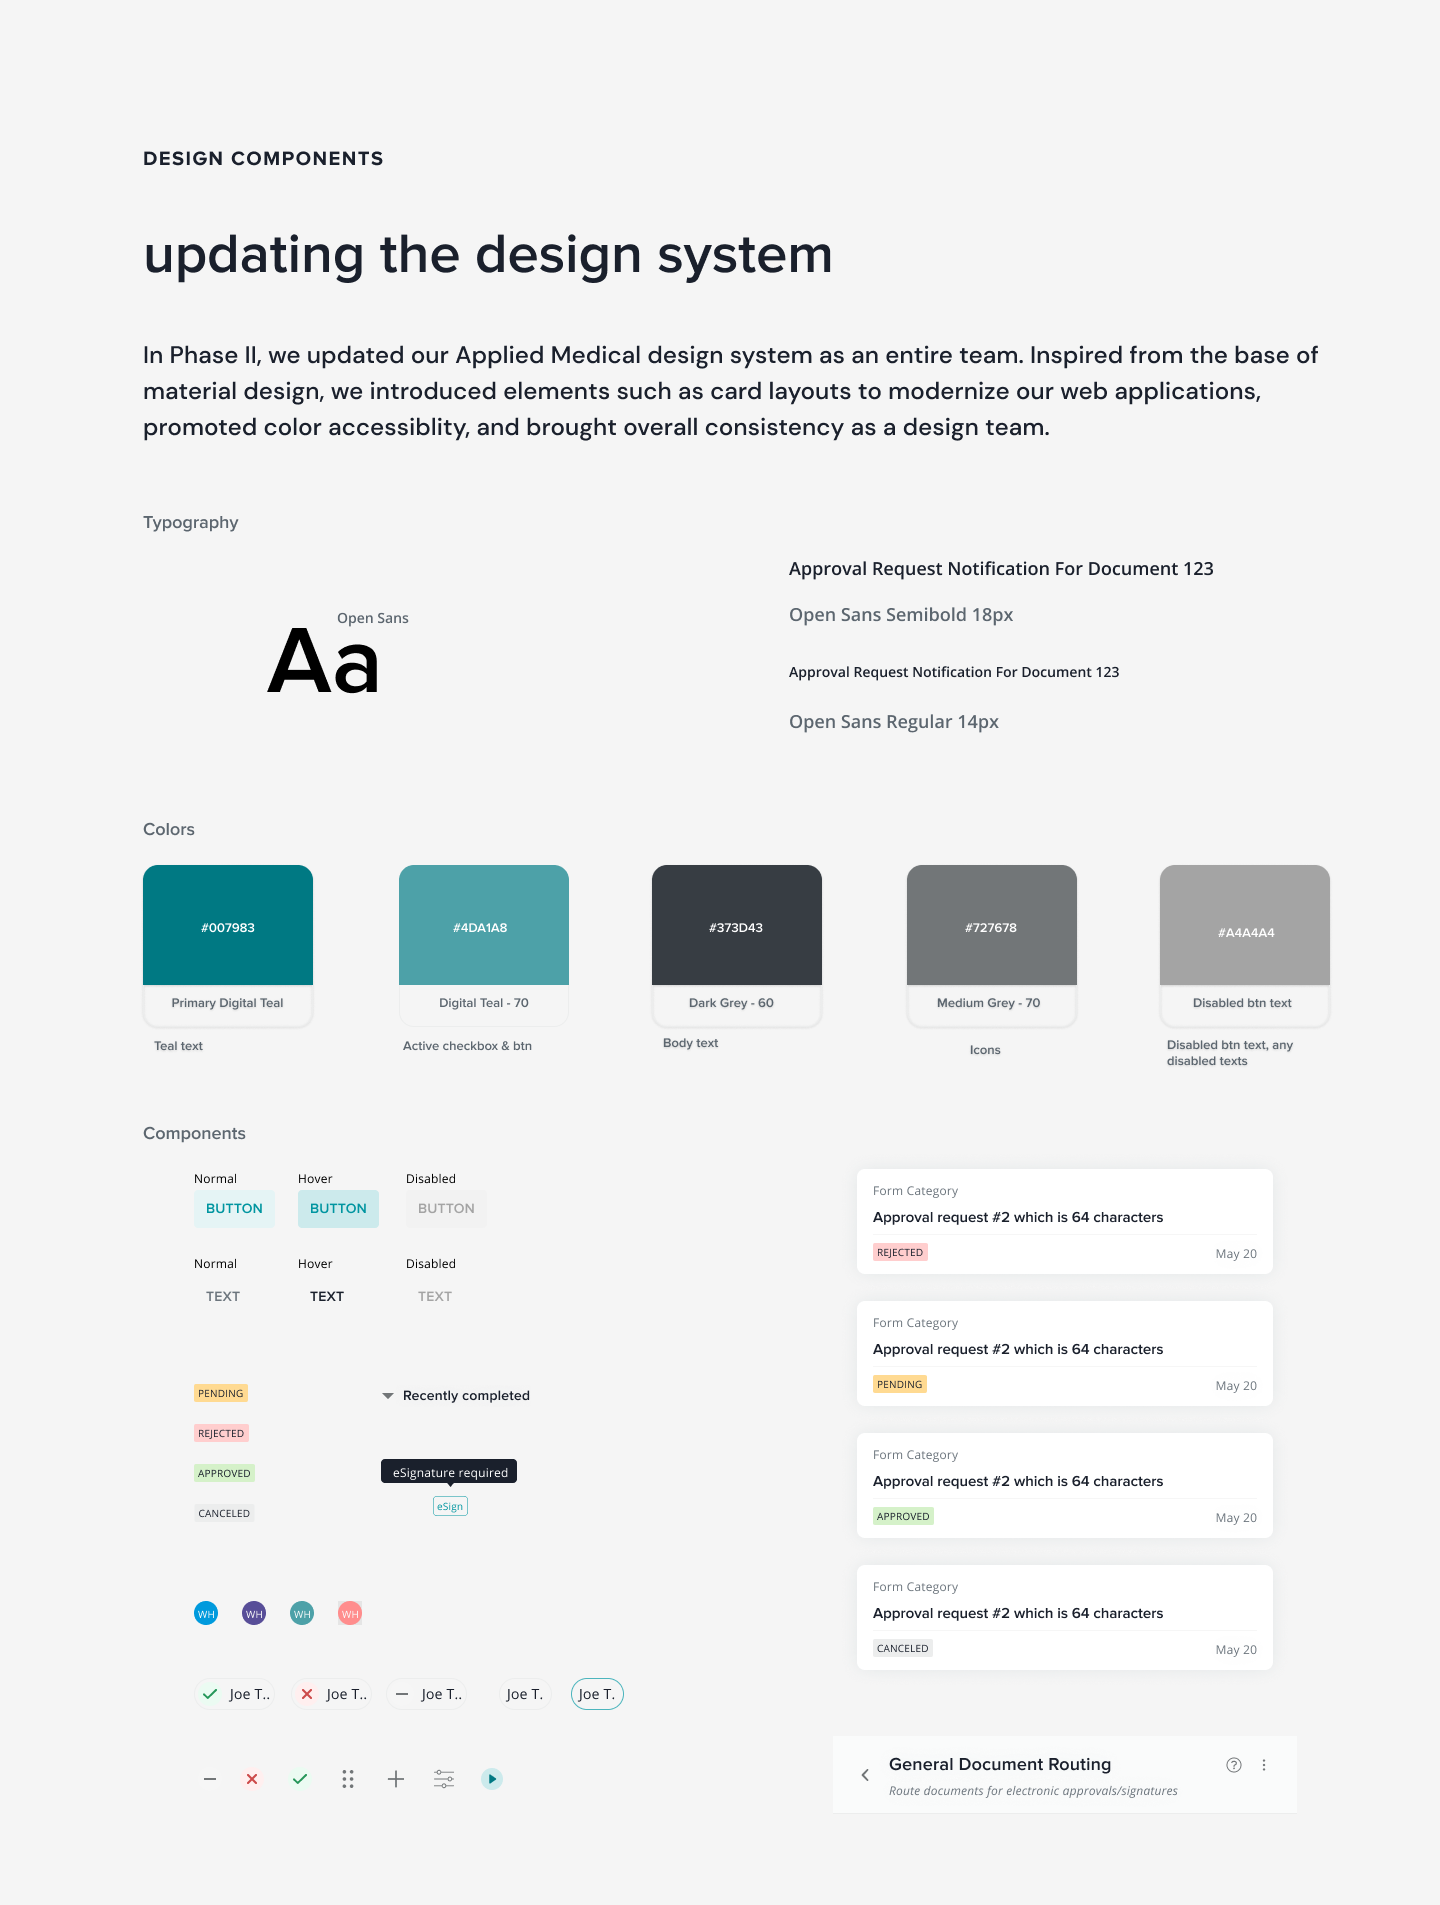 DESIGN COMPONENTS
updating the design system
In Phase II, we updated our Applied Medical design system as an entire team. Inspired from the base of
material design, we introduced elements such as card layouts to modernize our web applications,
promoted color accessiblity, and brought overall consistency as a design team.
Typography
Open Sans
Aa
Approval Request Notification For Document 123
Open Sans Semibold 18px
Approval Request Notification For Document 123
Open Sans Regular 14px
Colors
#007983
Primary Digital Teal
Teal text
#4DA1A8
Digital Teal - 70
Active checkbox & btn
#373D43
Dark Grey - 60
Body text
#727678
Medium Grey - 70
Icons
#A4A4A4
Disabled btn text
Disabled btn text, any
disabled texts
Components
Normal Hover Disabled
BUTTON BUTTON BUTTON
Normal Hover Disabled
TEXT TEXT TEXT
PENDING
REJECTED
APPROVED
CANCELED
Recently completed
eSignature required
eSign
WH WH WH WH
Joe T.. Joe T.. Joe T.. Joe T. Joe T.
Form Category
Approval request #2 which is 64 characters
REJECTED May 20
Form Category
Approval request #2 which is 64 characters
PENDING May 20
Form Category
Approval request #2 which is 64 characters
APPROVED May 20
Form Category
Approval request #2 which is 64 characters
CANCELED May 20
General Document Routing
Route documents for electronic approvals/signatures